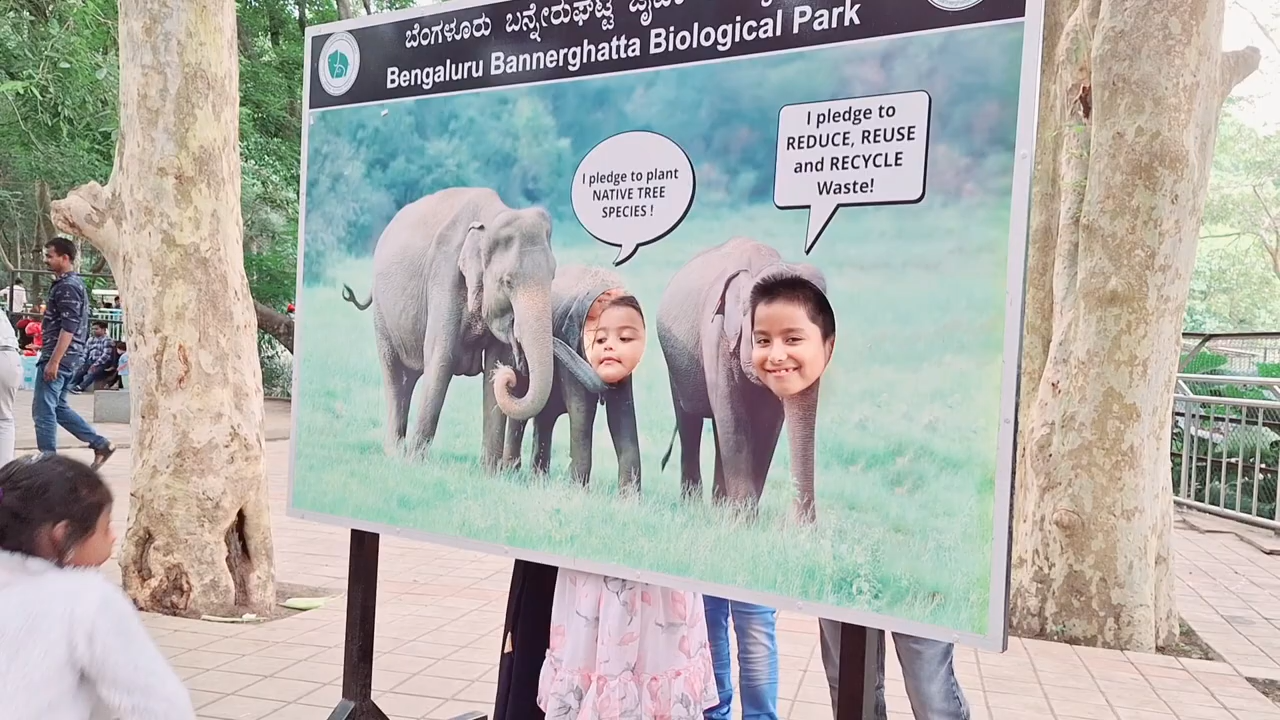 ಬೆಂಗಳೂರು ಬನ್ನೇರುಘಟ್ಟ
Bengaluru Bannerghatta Biological Park
I pledge to plant
NATIVE TREE
SPECIES !
I pledge to
REDUCE, REUSE
and RECYCLE
Waste!